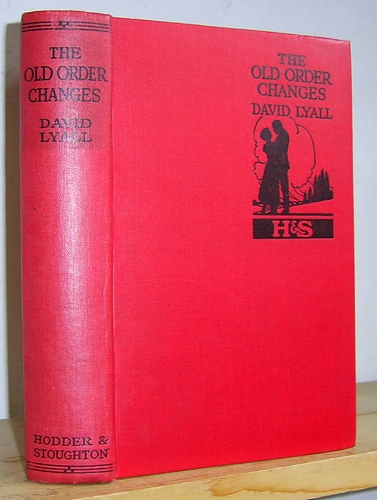 THE
OLD ORDER
CHANGES
DAVID
LYALL
HODDER &
STOUGHTON
THE
OLD ORDER
CHANGES
DAVID LYALL
H&S